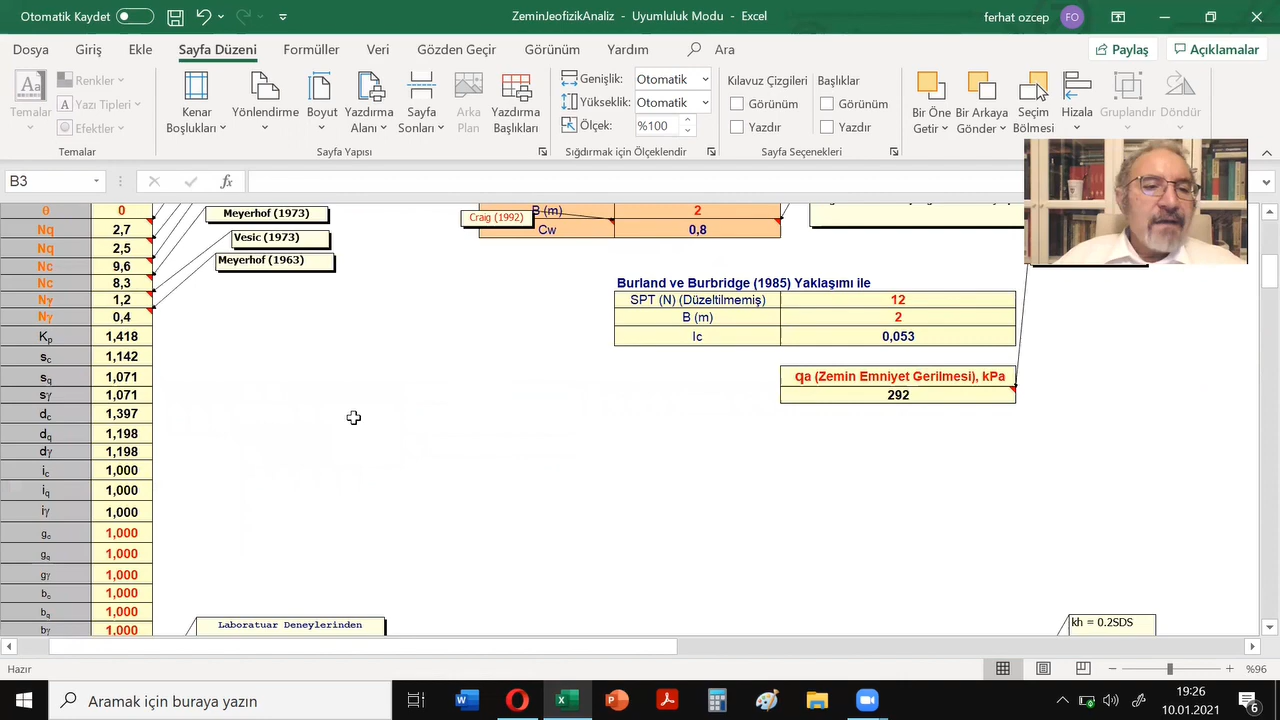 Otomatik Kaydet
ZeminJeofizikAnaliz - Uyumluluk Modu - Excel
ferhat ozcep
FO
Dosya Giriş Ekle Sayfa Düzeni Formüller Veri Gözden Geçir Görünüm Yardım Ara
Paylaş
Açıklamalar
Temalar
Renkler
Yazı Tipleri
Efektler
Temalar
Kenar Boşlukları
Yönlendirme
Boyut
Yazdırma Alanı
Sayfa Sonları
Arka Plan
Yazdırma Başlıkları
Sayfa Yapısı
Genişlik: Otomatik
Yükseklik: Otomatik
Ölçek: %100
Sığdırmak için Ölçeklendir
Kılavuz Çizgileri
Görünüm
Yazdır
Başlıklar
Görünüm
Yazdır
Sayfa Seçenekleri
Bir Öne Getir
Bir Arkaya Gönder
Seçim Bölmesi
Hizala
Gruplandır
Döndür
B3
fx
θ 0
Nq 2,7
Nq 2,5
Nc 9,6
Nc 8,3
Nγ 1,2
Nγ 0,4
Kp 1,418
sc 1,142
sq 1,071
sγ 1,071
dc 1,397
dq 1,198
dγ 1,198
ic 1,000
iq 1,000
iγ 1,000
gc 1,000
gq 1,000
gγ 1,000
bc 1,000
bq 1,000
bγ 1,000
Meyerhof (1973)
Vesic (1973)
Meyerhof (1963)
Craig (1992)
B (m) 2
Cw 0,8
Burland ve Burbridge (1985) Yaklaşımı ile
SPT (N) (Düzeltilmemiş) 12
B (m) 2
Ic 0,053
qa (Zemin Emniyet Gerilmesi), kPa
292
Laboratuar Deneylerinden
kh = 0.2SDS
Hazır
%96
Aramak için buraya yazın
19:26
10.01.2021
6